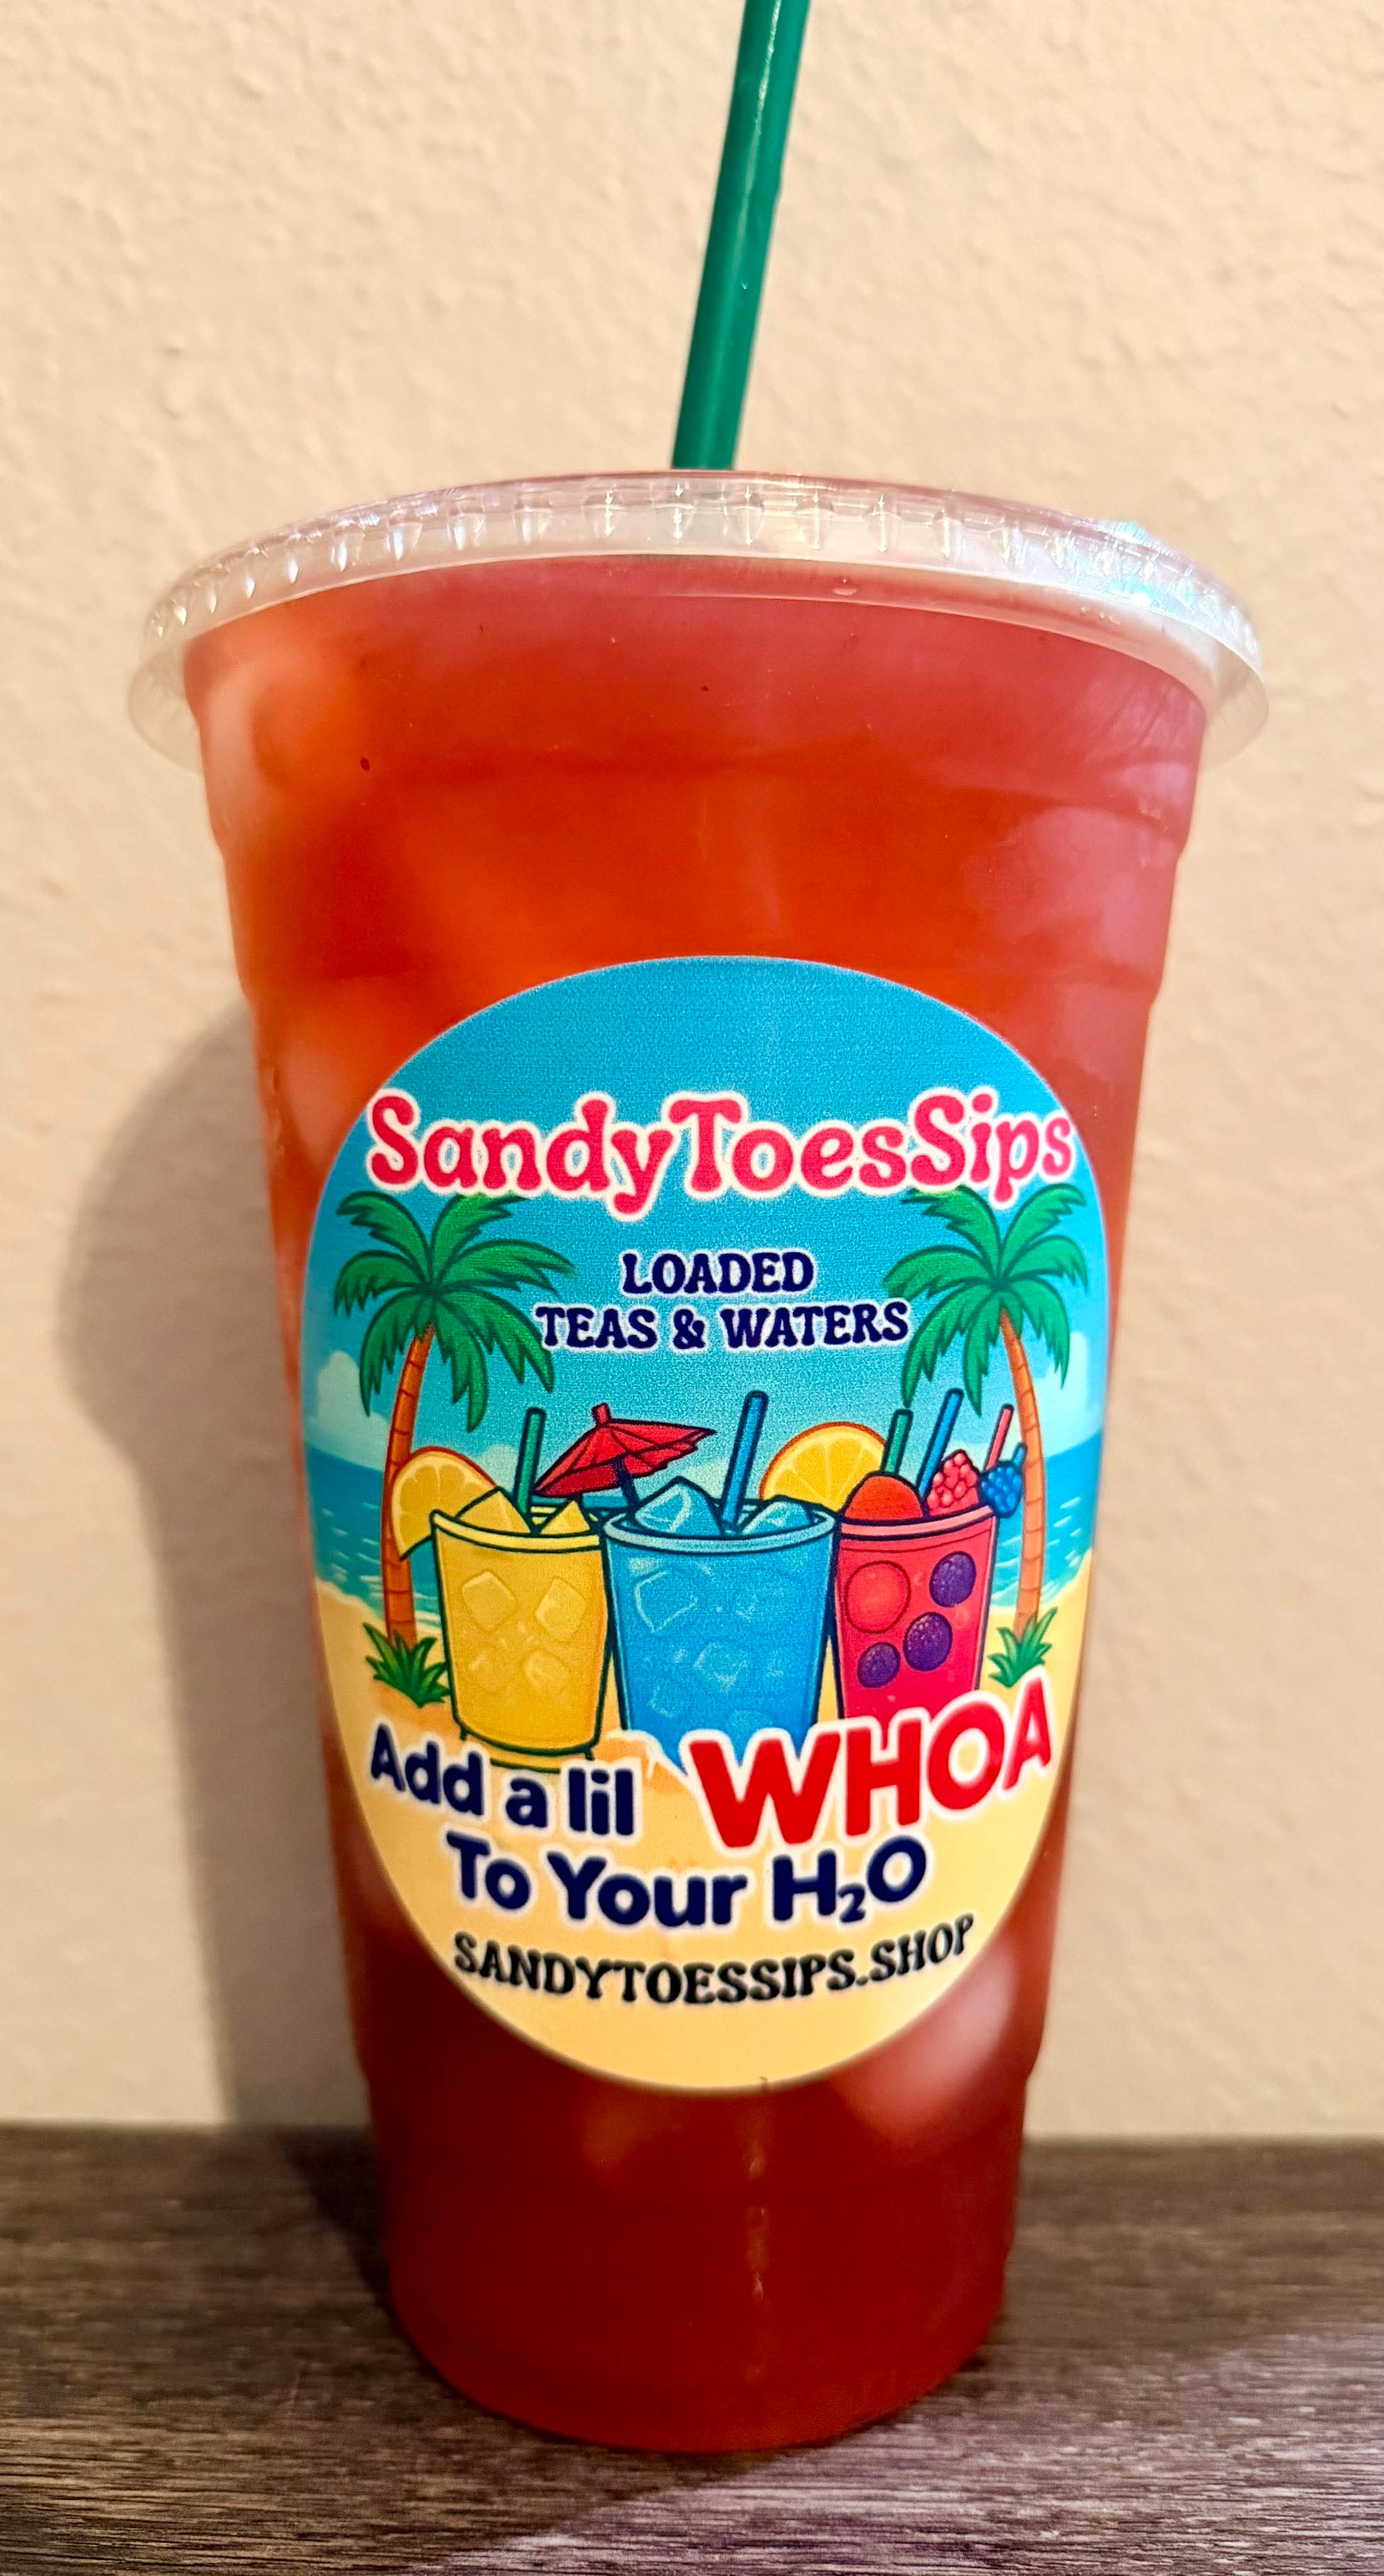 SandyToesSips
LOADED
TEAS & WATERS
Add a lil WHOA
To Your H₂O
SANDYTOESSIPS.SHOP